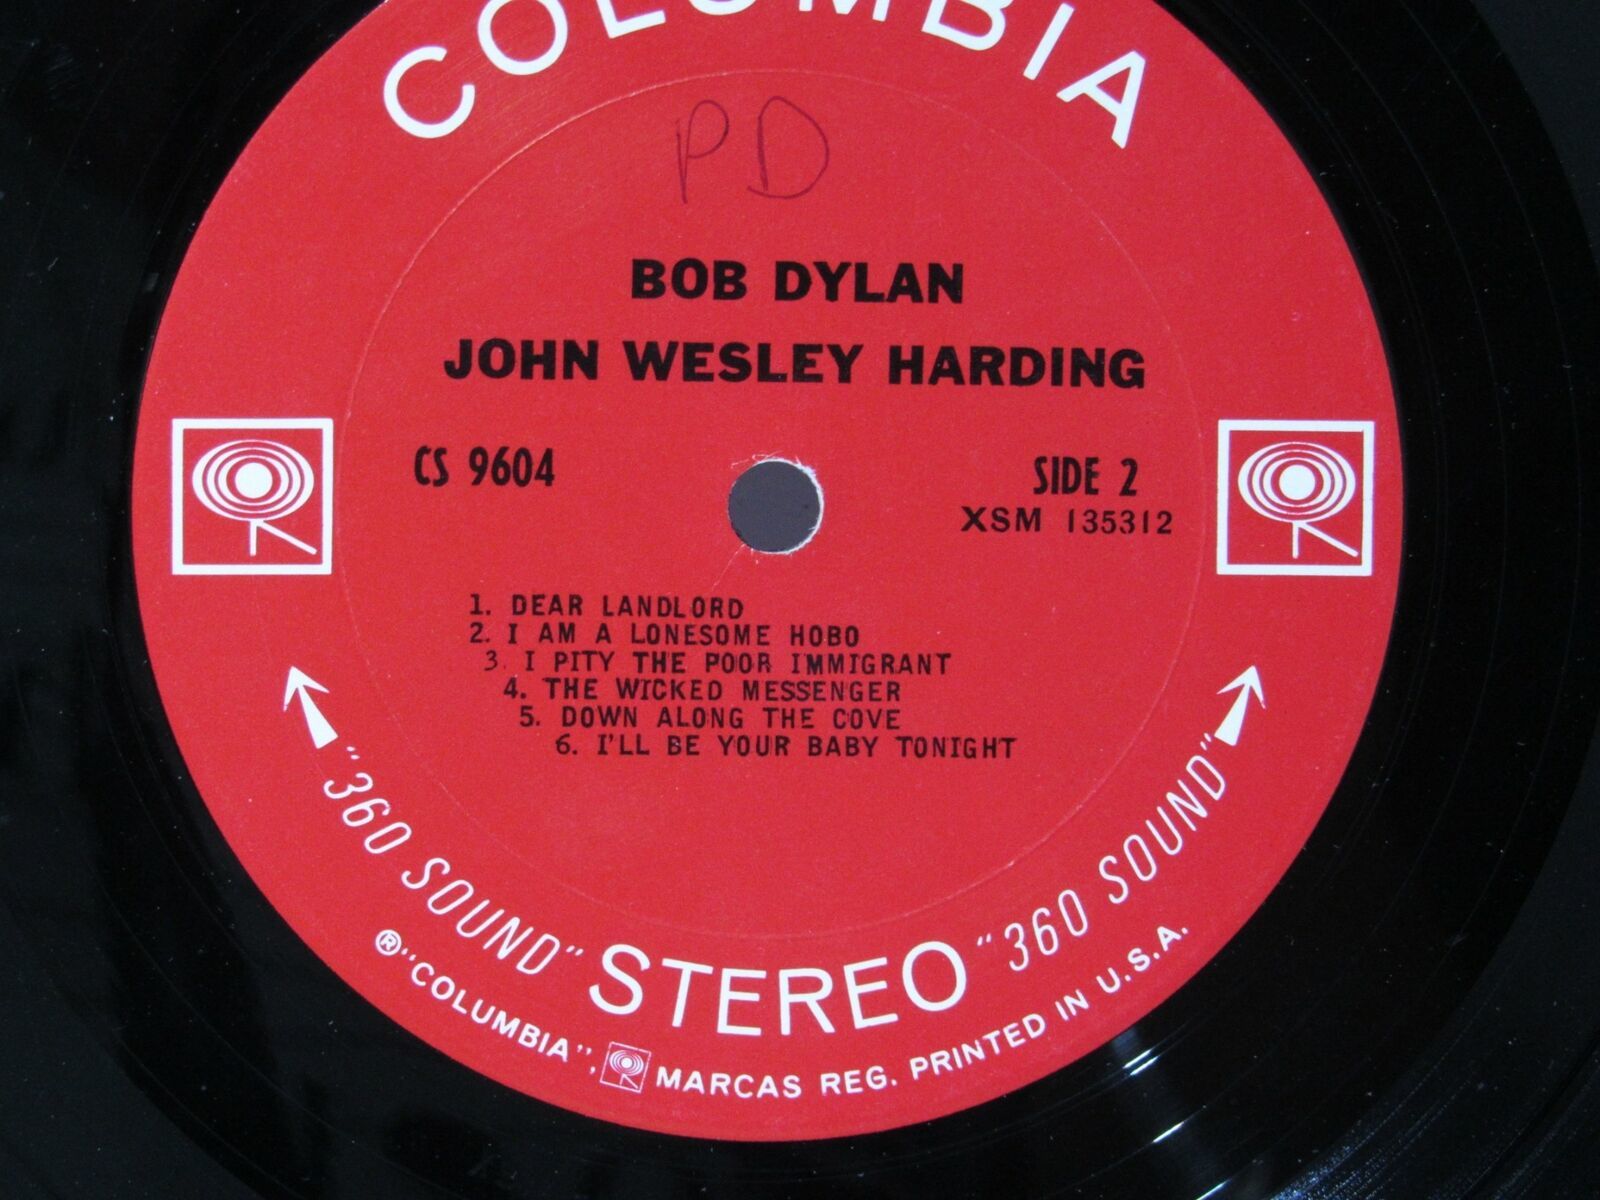 COLUMBIA
PD
BOB DYLAN
JOHN WESLEY HARDING
CS 9604
SIDE 2
XSM 135312
1. DEAR LANDLORD
2. I AM A LONESOME HOBO
3. I PITY THE POOR IMMIGRANT
4. THE WICKED MESSENGER
5. DOWN ALONG THE COVE
6. I'LL BE YOUR BABY TONIGHT
"360 SOUND" STEREO "360 SOUND"
®"COLUMBIA", MARCAS REG. PRINTED IN U.S.A.